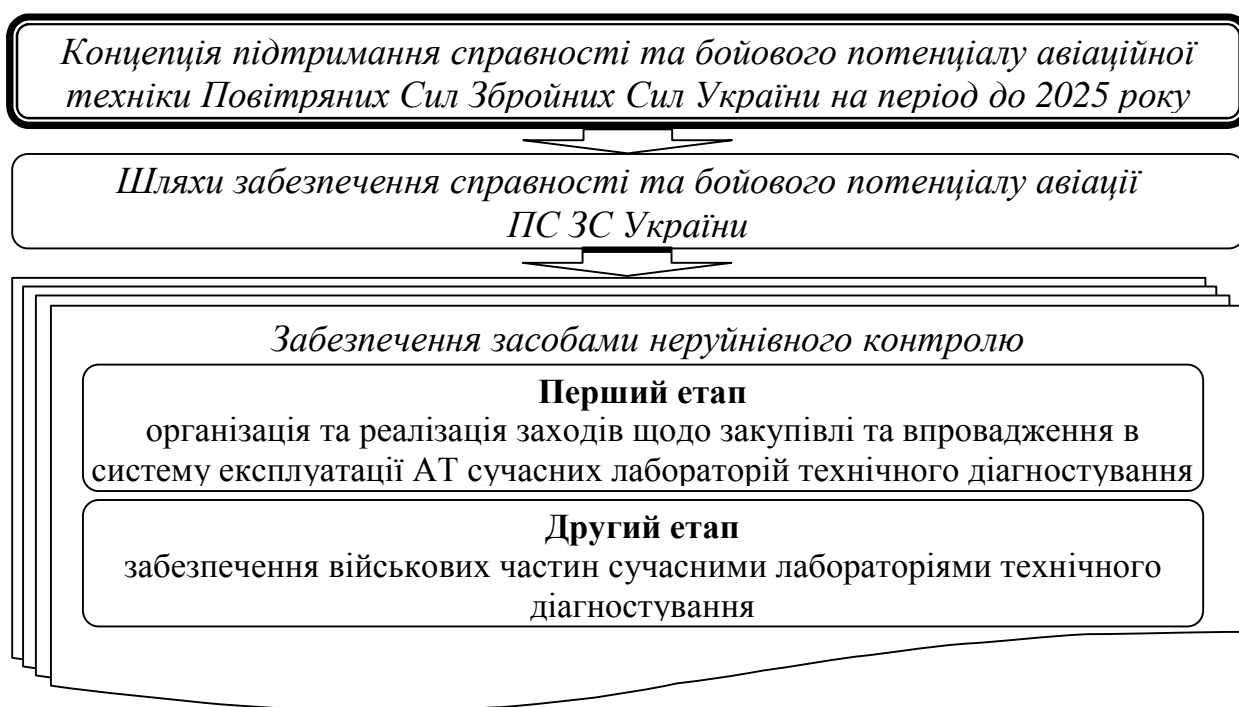 Концепція підтримання справності та бойового потенціалу авіаційної
техніки Повітряних Сил Збройних Сил України на період до 2025 року
Шляхи забезпечення справності та бойового потенціалу авіації
ПС ЗС України
Забезпечення засобами неруйнівного контролю
Перший етап
організація та реалізація заходів щодо закупівлі та впровадження в
систему експлуатації АТ сучасних лабораторій технічного діагностування
Другий етап
забезпечення військових частин сучасними лабораторіями технічного
діагностування